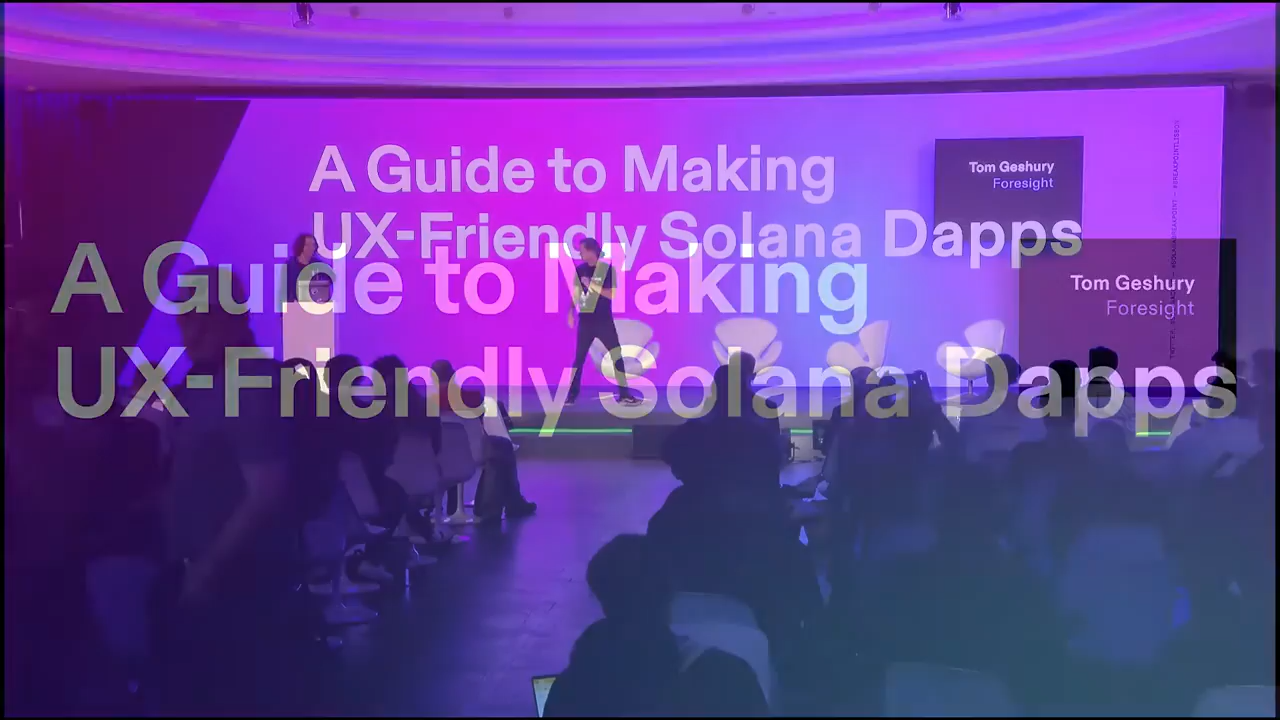 A Guide to Making
UX-Friendly Solana Dapps
Tom Geshury
Foresight
A Guide to Making
UX-Friendly Solana Dapps
Tom Geshury
Foresight